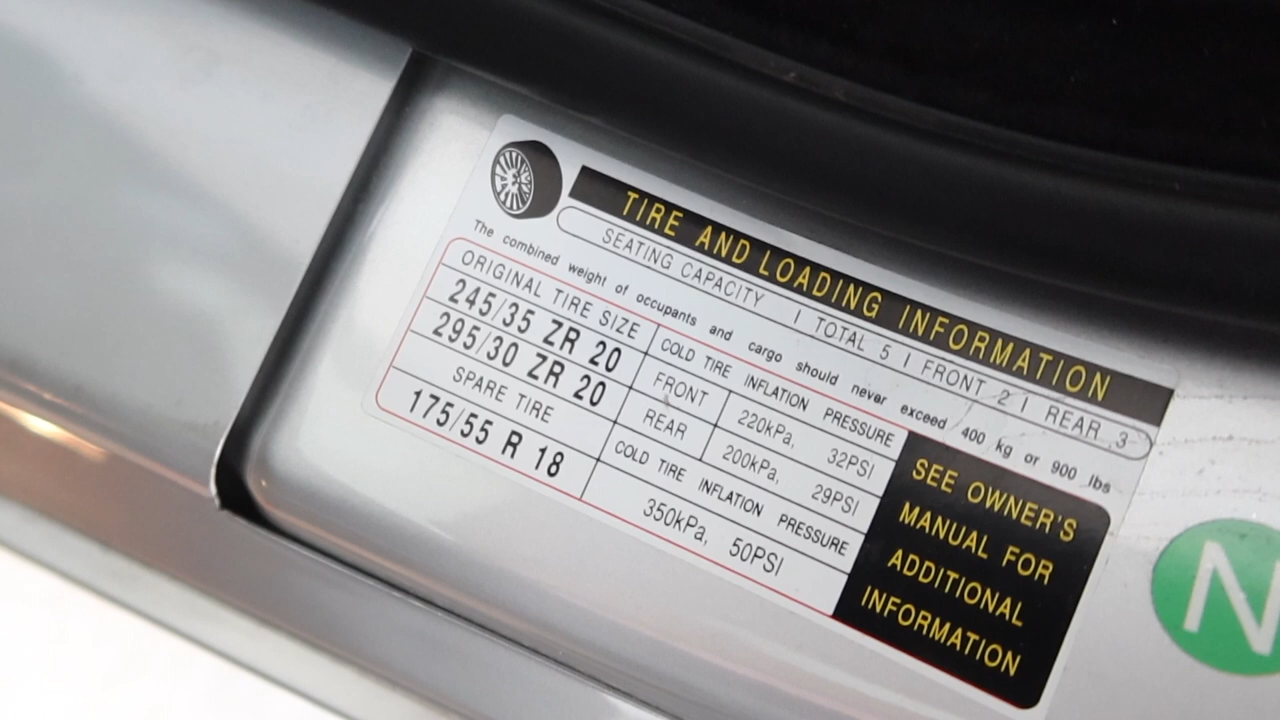 TIRE AND LOADING INFORMATION
SEATING CAPACITY | TOTAL 5 | FRONT 2 | REAR 3
The combined weight of occupants and cargo should never exceed 400 kg or 900 lbs
ORIGINAL TIRE SIZE COLD TIRE INFLATION PRESSURE
245/35 ZR 20 FRONT 220kPa, 32PSI
295/30 ZR 20 REAR 200kPa, 29PSI
SPARE TIRE COLD TIRE INFLATION PRESSURE
175/55 R 18 350kPa, 50PSI
SEE OWNER'S
MANUAL FOR
ADDITIONAL
INFORMATION
N